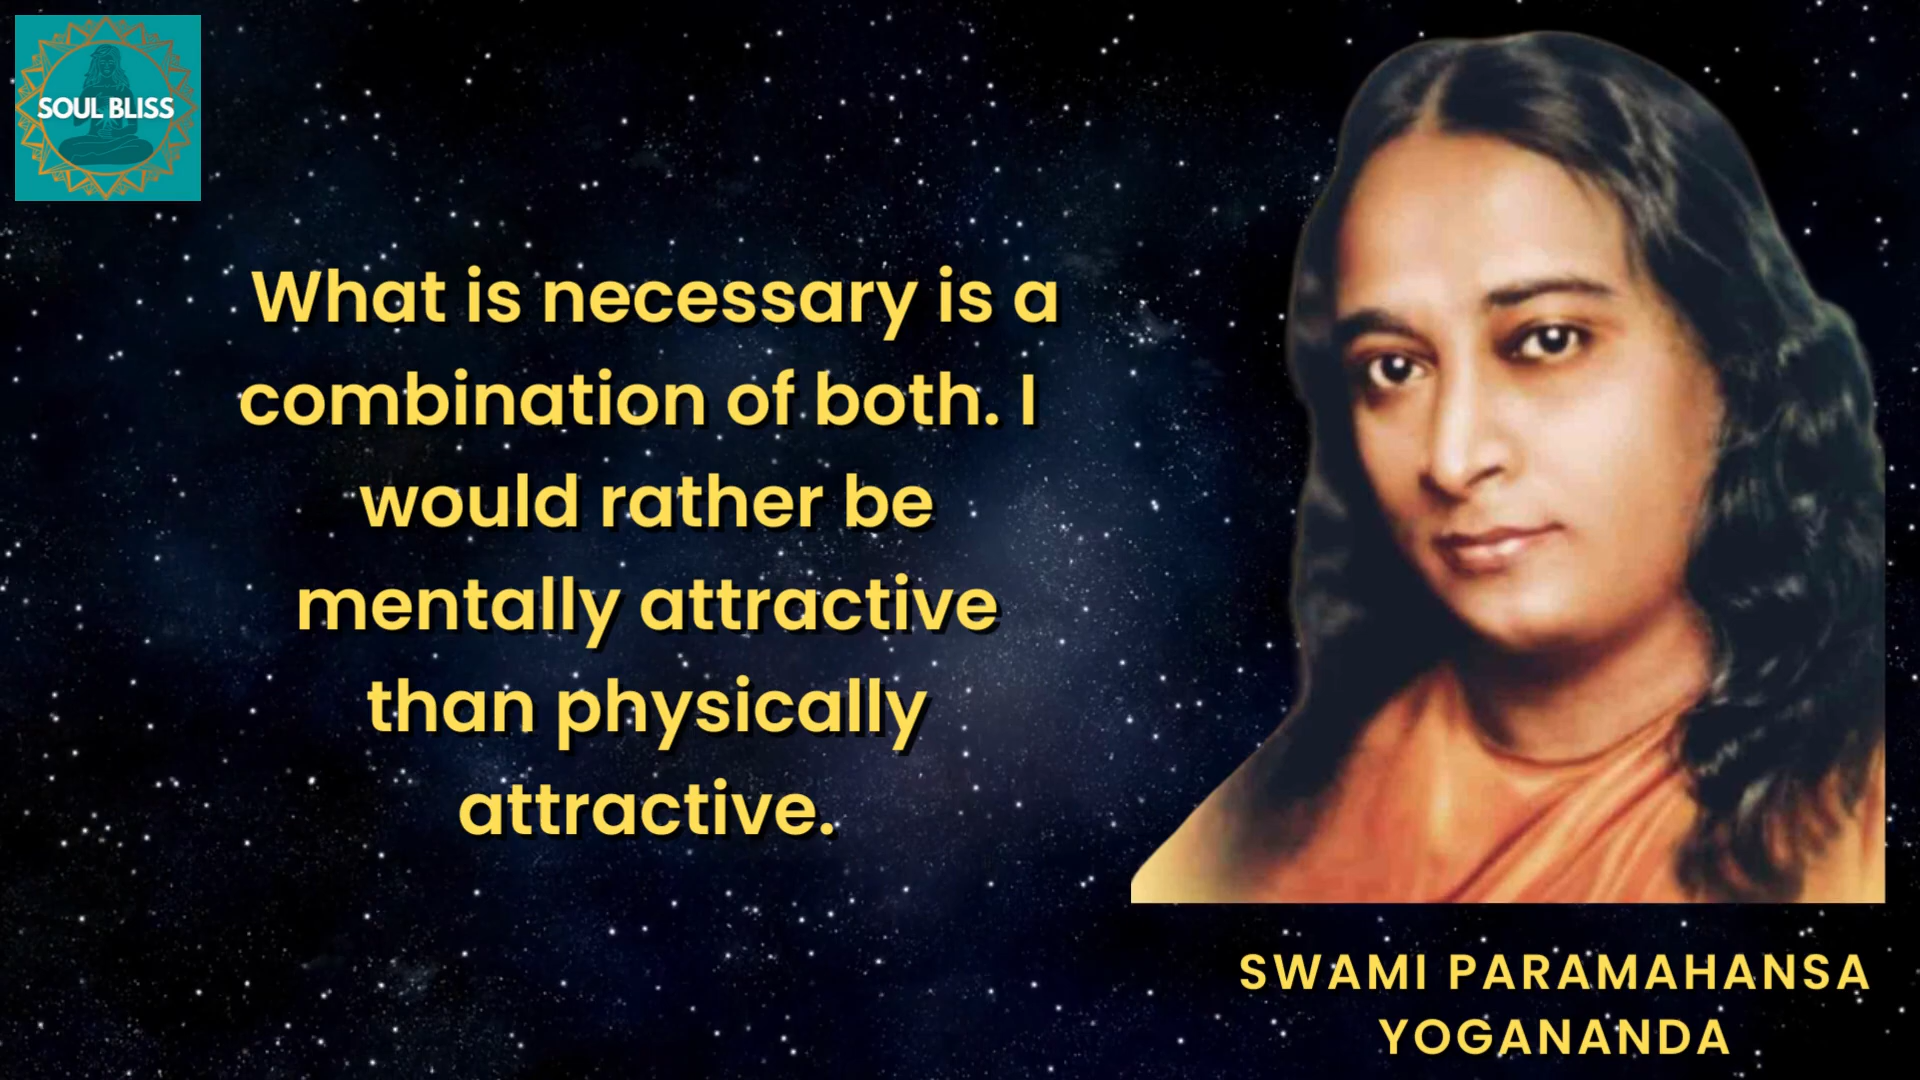 SOUL BLISS
What is necessary is a
combination of both. I
would rather be
mentally attractive
than physically
attractive.
SWAMI PARAMAHANSA
YOGANANDA